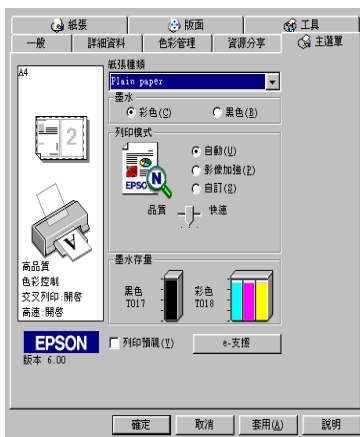 紙張 版面 工具
一般 詳細資料 色彩管理 資源分享 主選單
A4
紙張種類
Plain paper
墨水
彩色(C) 黑色(B)
列印模式
自動(U)
影像加強(P)
自訂(S)
EPSON N
品質 快速
2
高品質
色彩控制
交叉列印:開啓
高速:開啓
墨水存量
黑色 T017
彩色 T018
EPSON
版本 6.00
列印預視(V) e-支援
確定 取消 套用(A) 說明